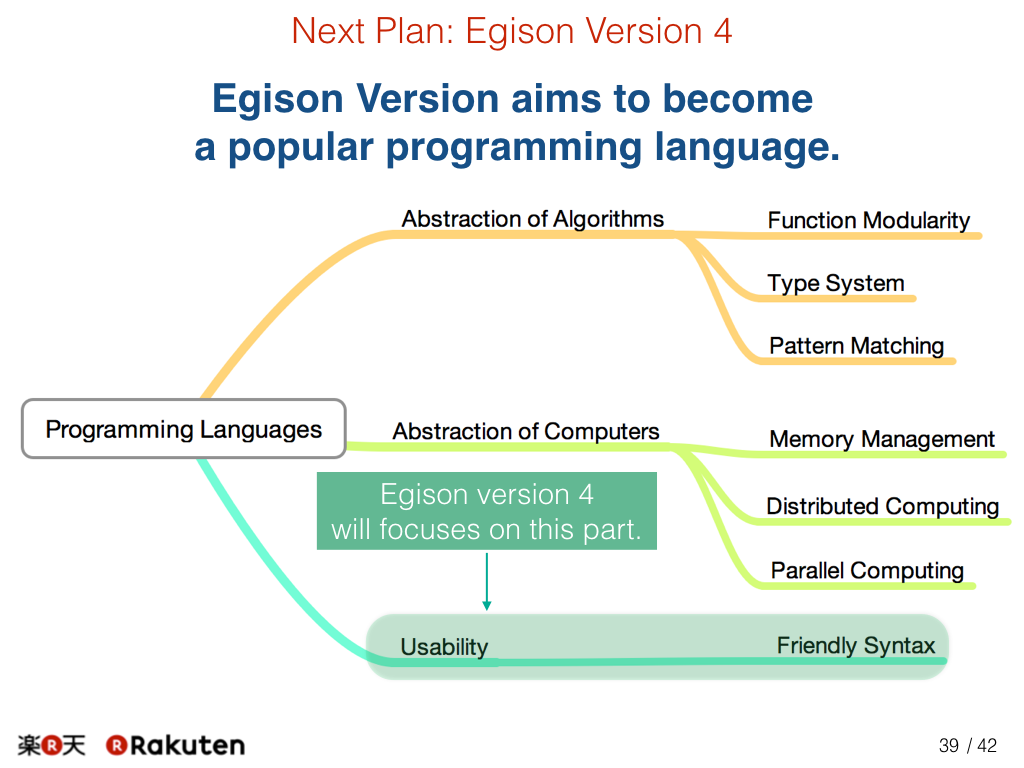 Next Plan: Egison Version 4
Egison Version aims to become
a popular programming language.
Abstraction of Algorithms
Function Modularity
Type System
Pattern Matching
Programming Languages
Abstraction of Computers
Memory Management
Distributed Computing
Parallel Computing
Egison version 4
will focuses on this part.
Usability
Friendly Syntax
楽R天 R Rakuten
39 / 42